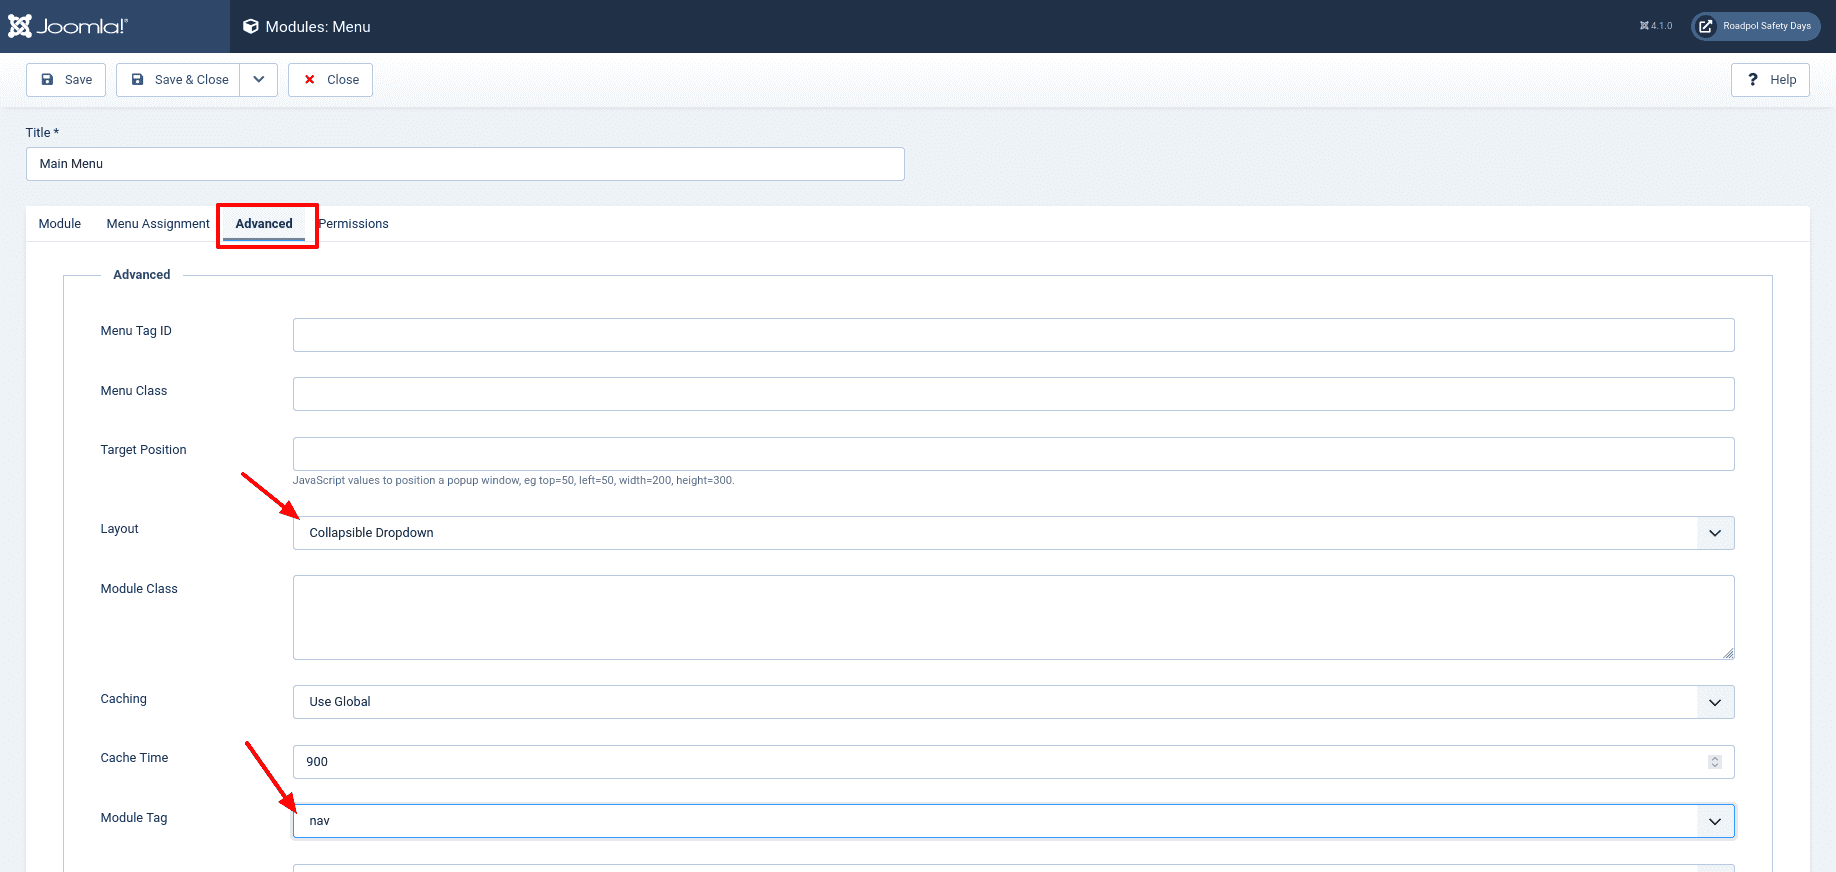 Joomla!®
Modules: Menu
4.1.0
Roadpol Safety Days
Save
Save & Close
Close
? Help
Title *
Main Menu
Module
Menu Assignment
Advanced
Permissions
Advanced
Menu Tag ID
Menu Class
Target Position
JavaScript values to position a popup window, eg top=50, left=50, width=200, height=300.
Layout
Collapsible Dropdown
Module Class
Caching
Use Global
Cache Time
900
Module Tag
nav